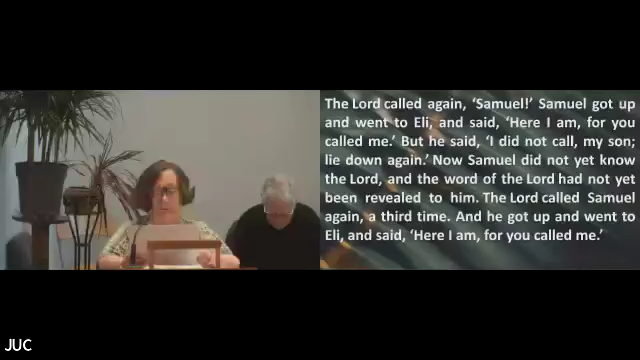 The Lord called again, ‘Samuel!’ Samuel got up
and went to Eli, and said, ‘Here I am, for you
called me.’ But he said, ‘I did not call, my son;
lie down again.’ Now Samuel did not yet know
the Lord, and the word of the Lord had not yet
been revealed to him. The Lord called Samuel
again, a third time. And he got up and went to
Eli, and said, ‘Here I am, for you called me.’
JUC